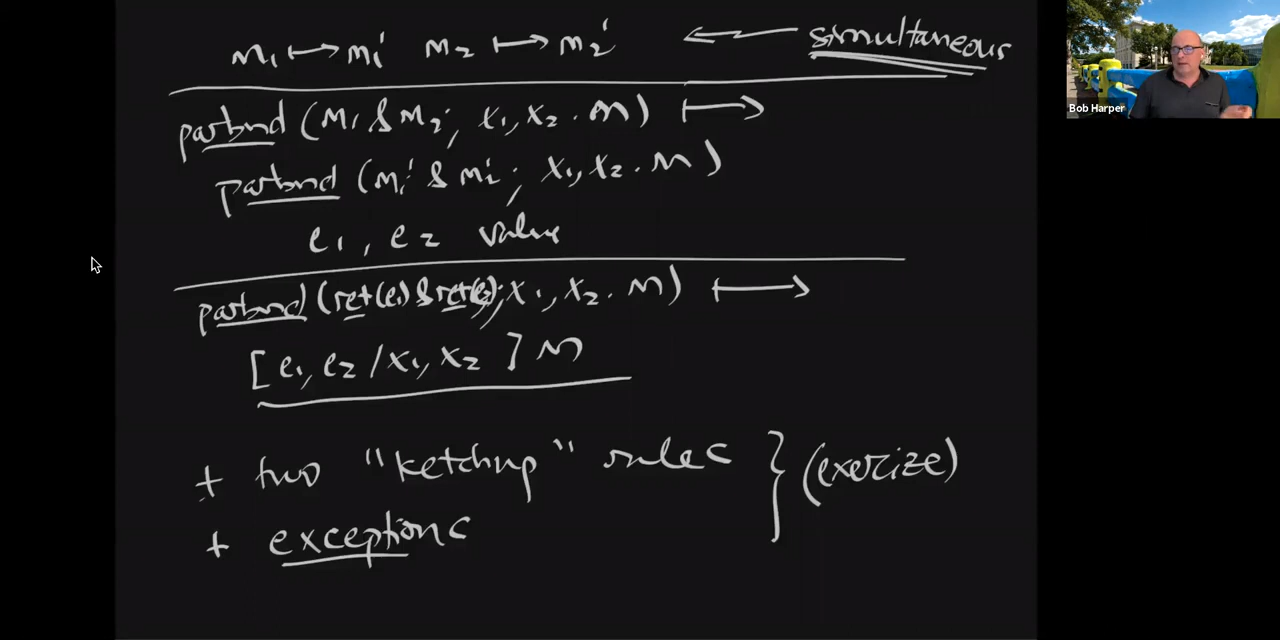 m₁ ↦ m₁' m₂ ↦ m₂' ⟵ simultaneous
parbnd (m₁ & m₂; x₁, x₂ . m) ↦
parbnd (m₁' & m₂'; x₁, x₂ . m)
e₁, e₂ value
parbnd (ret(e₁) & ret(e₂); x₁, x₂ . m) ↦
[e₁, e₂ / x₁, x₂] m
+ two "ketchup" rules } (exerize)
+ exceptions
Bob Harper